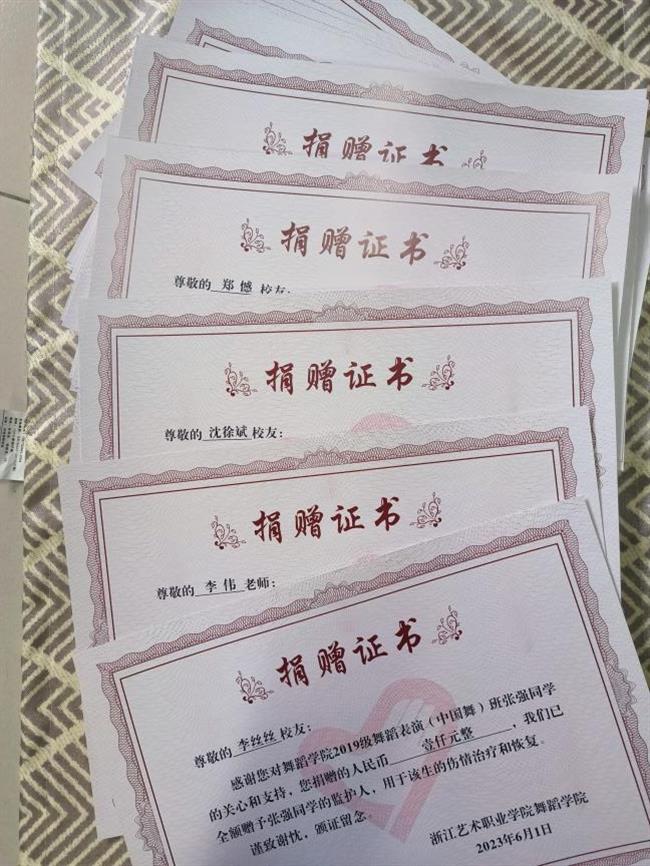 捐赠证书
捐赠证书
尊敬的 郑 憾 校友：
捐赠证书
尊敬的 沈徐斌 校友：
捐赠证书
尊敬的 李 伟 老师：
捐赠证书
尊敬的 李丝丝 校友：
感谢您对舞蹈学院2019级舞蹈表演（中国舞）班张强同学
的关心和支持，您捐赠的人民币 壹仟元整 ，我们已
全额赠予张强同学的监护人，用于该生的伤情治疗和恢复。
谨致谢忱，颁证留念。
浙江艺术职业学院舞蹈学院
2023年6月1日